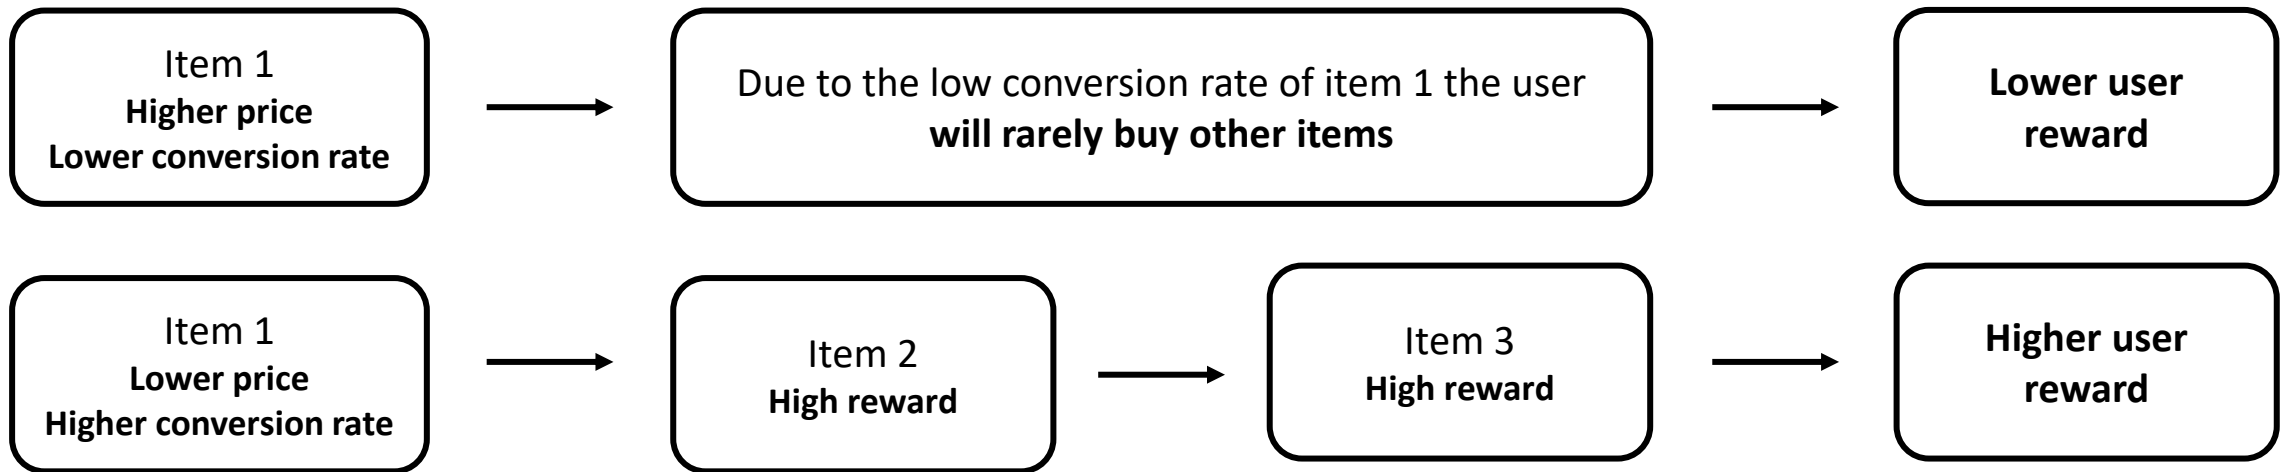 Item 1
Higher price
Lower conversion rate
Due to the low conversion rate of item 1 the user
will rarely buy other items
Lower user
reward
Item 1
Lower price
Higher conversion rate
Item 2
High reward
Item 3
High reward
Higher user
reward